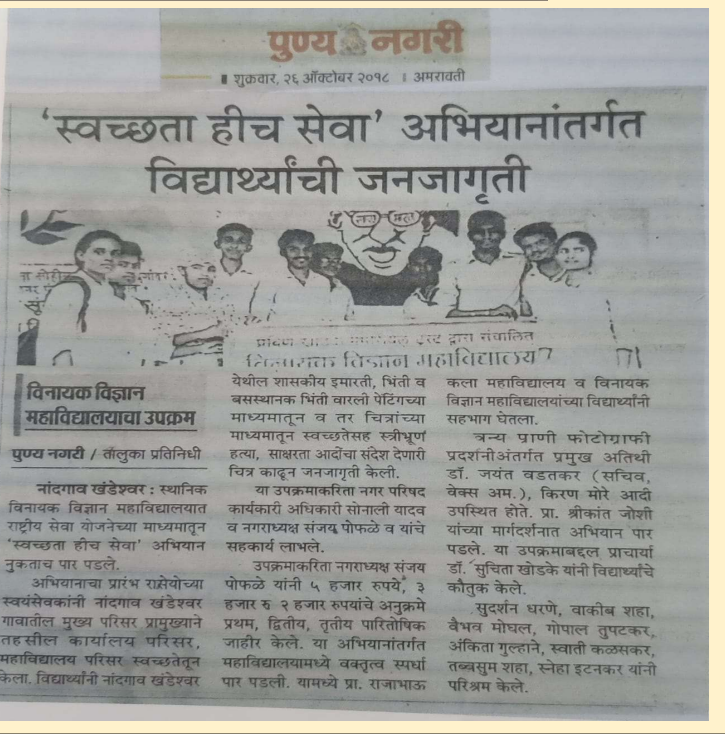 पुण्य नगरी
शुक्रवार, २६ ऑक्टोबर २०१८ । अमरावती
'स्वच्छता हीच सेवा' अभियानांतर्गत
विद्यार्थ्यांची जनजागृती
द्वारा संचालित
विनायक विज्ञान महाविद्यालय
विनायक विज्ञान
महाविद्यालयाचा उपक्रम
पुण्य नगरी / तालुका प्रतिनिधी
नांदगाव खंडेश्वर : स्थानिक
विनायक विज्ञान महाविद्यालयात
राष्ट्रीय सेवा योजनेच्या माध्यमातून
'स्वच्छता हीच सेवा' अभियान
नुकताच पार पडले.
अभियानाचा प्रारंभ रासेयोच्या
स्वयंसेवकांनी नांदगाव खंडेश्वर
गावातील मुख्य परिसर प्रामुख्याने
तहसील कार्यालय परिसर,
महाविद्यालय परिसर स्वच्छतेतून
केला. विद्यार्थ्यांनी नांदगाव खंडेश्वर
येथील शासकीय इमारती, भिंती व
बसस्थानक भिंती वारली पेंटिंगच्या
माध्यमातून व तर चित्रांच्या
माध्यमातून स्वच्छतेसह स्त्रीभ्रूण
हत्या, साक्षरता आदींचा संदेश देणारी
चित्र काढून जनजागृती केली.
या उपक्रमाकरिता नगर परिषद
कार्यकारी अधिकारी सोनाली यादव
व नगराध्यक्ष संजय पोफळे व यांचे
सहकार्य लाभले.
उपक्रमाकरिता नगराध्यक्ष संजय
पोफळे यांनी ५ हजार रुपये, ३
हजार रु २ हजार रुपयांचे अनुक्रमे
प्रथम, द्वितीय, तृतीय पारितोषिक
जाहीर केले. या अभियानांतर्गत
महाविद्यालयामध्ये वक्तृत्व स्पर्धा
पार पडली. यामध्ये प्रा. राजाभाऊ
कला महाविद्यालय व विनायक
विज्ञान महाविद्यालयांच्या विद्यार्थ्यांनी
सहभाग घेतला.
वन्य प्राणी फोटोग्राफी
प्रदर्शनीअंतर्गत प्रमुख अतिथी
डॉ. जयंत वडतकर (सचिव,
वेक्स अम.), किरण मोरे आदी
उपस्थित होते. प्रा. श्रीकांत जोशी
यांच्या मार्गदर्शनात अभियान पार
पडले. या उपक्रमाबद्दल प्राचार्या
डॉ. सुचिता खोडके यांनी विद्यार्थ्यांचे
कौतुक केले.
सुदर्शन धरणे, वाकीब शहा,
वैभव मोघल, गोपाल तुपटकर,
अंकिता गुल्हाने, स्वाती कळसकर,
तब्बसुम शहा, स्नेहा इटनकर यांनी
परिश्रम केले.